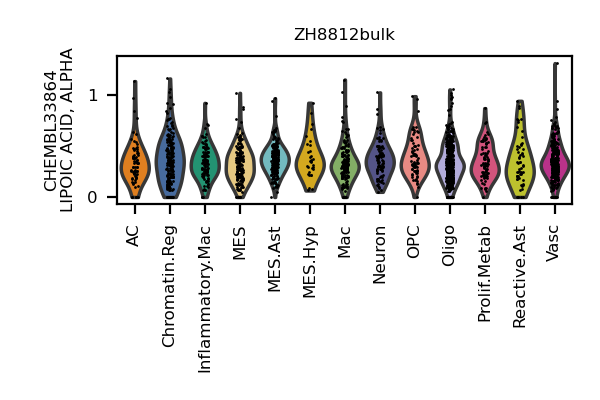 ZH8812bulk
CHEMBL33864
LIPOIC ACID, ALPHA
1
0
AC
Chromatin.Reg
Inflammatory.Mac
MES
MES.Ast
MES.Hyp
Mac
Neuron
OPC
Oligo
Prolif.Metab
Reactive.Ast
Vasc